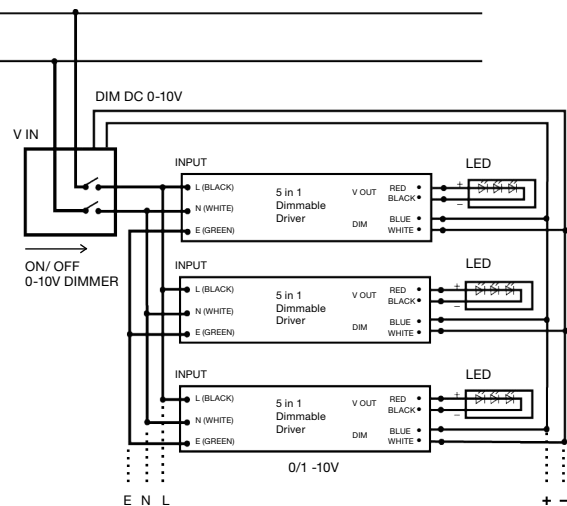 DIM DC 0-10V
V IN
INPUT
LED
L (BLACK)
N (WHITE)
E (GREEN)
5 in 1
Dimmable
Driver
V OUT
RED
BLACK
DIM
BLUE
WHITE
+
–
ON/ OFF
0-10V DIMMER
INPUT
LED
L (BLACK)
N (WHITE)
E (GREEN)
5 in 1
Dimmable
Driver
V OUT
RED
BLACK
DIM
BLUE
WHITE
+
–
INPUT
LED
L (BLACK)
N (WHITE)
E (GREEN)
5 in 1
Dimmable
Driver
V OUT
RED
BLACK
DIM
BLUE
WHITE
+
–
0/1 -10V
E N L
+ –